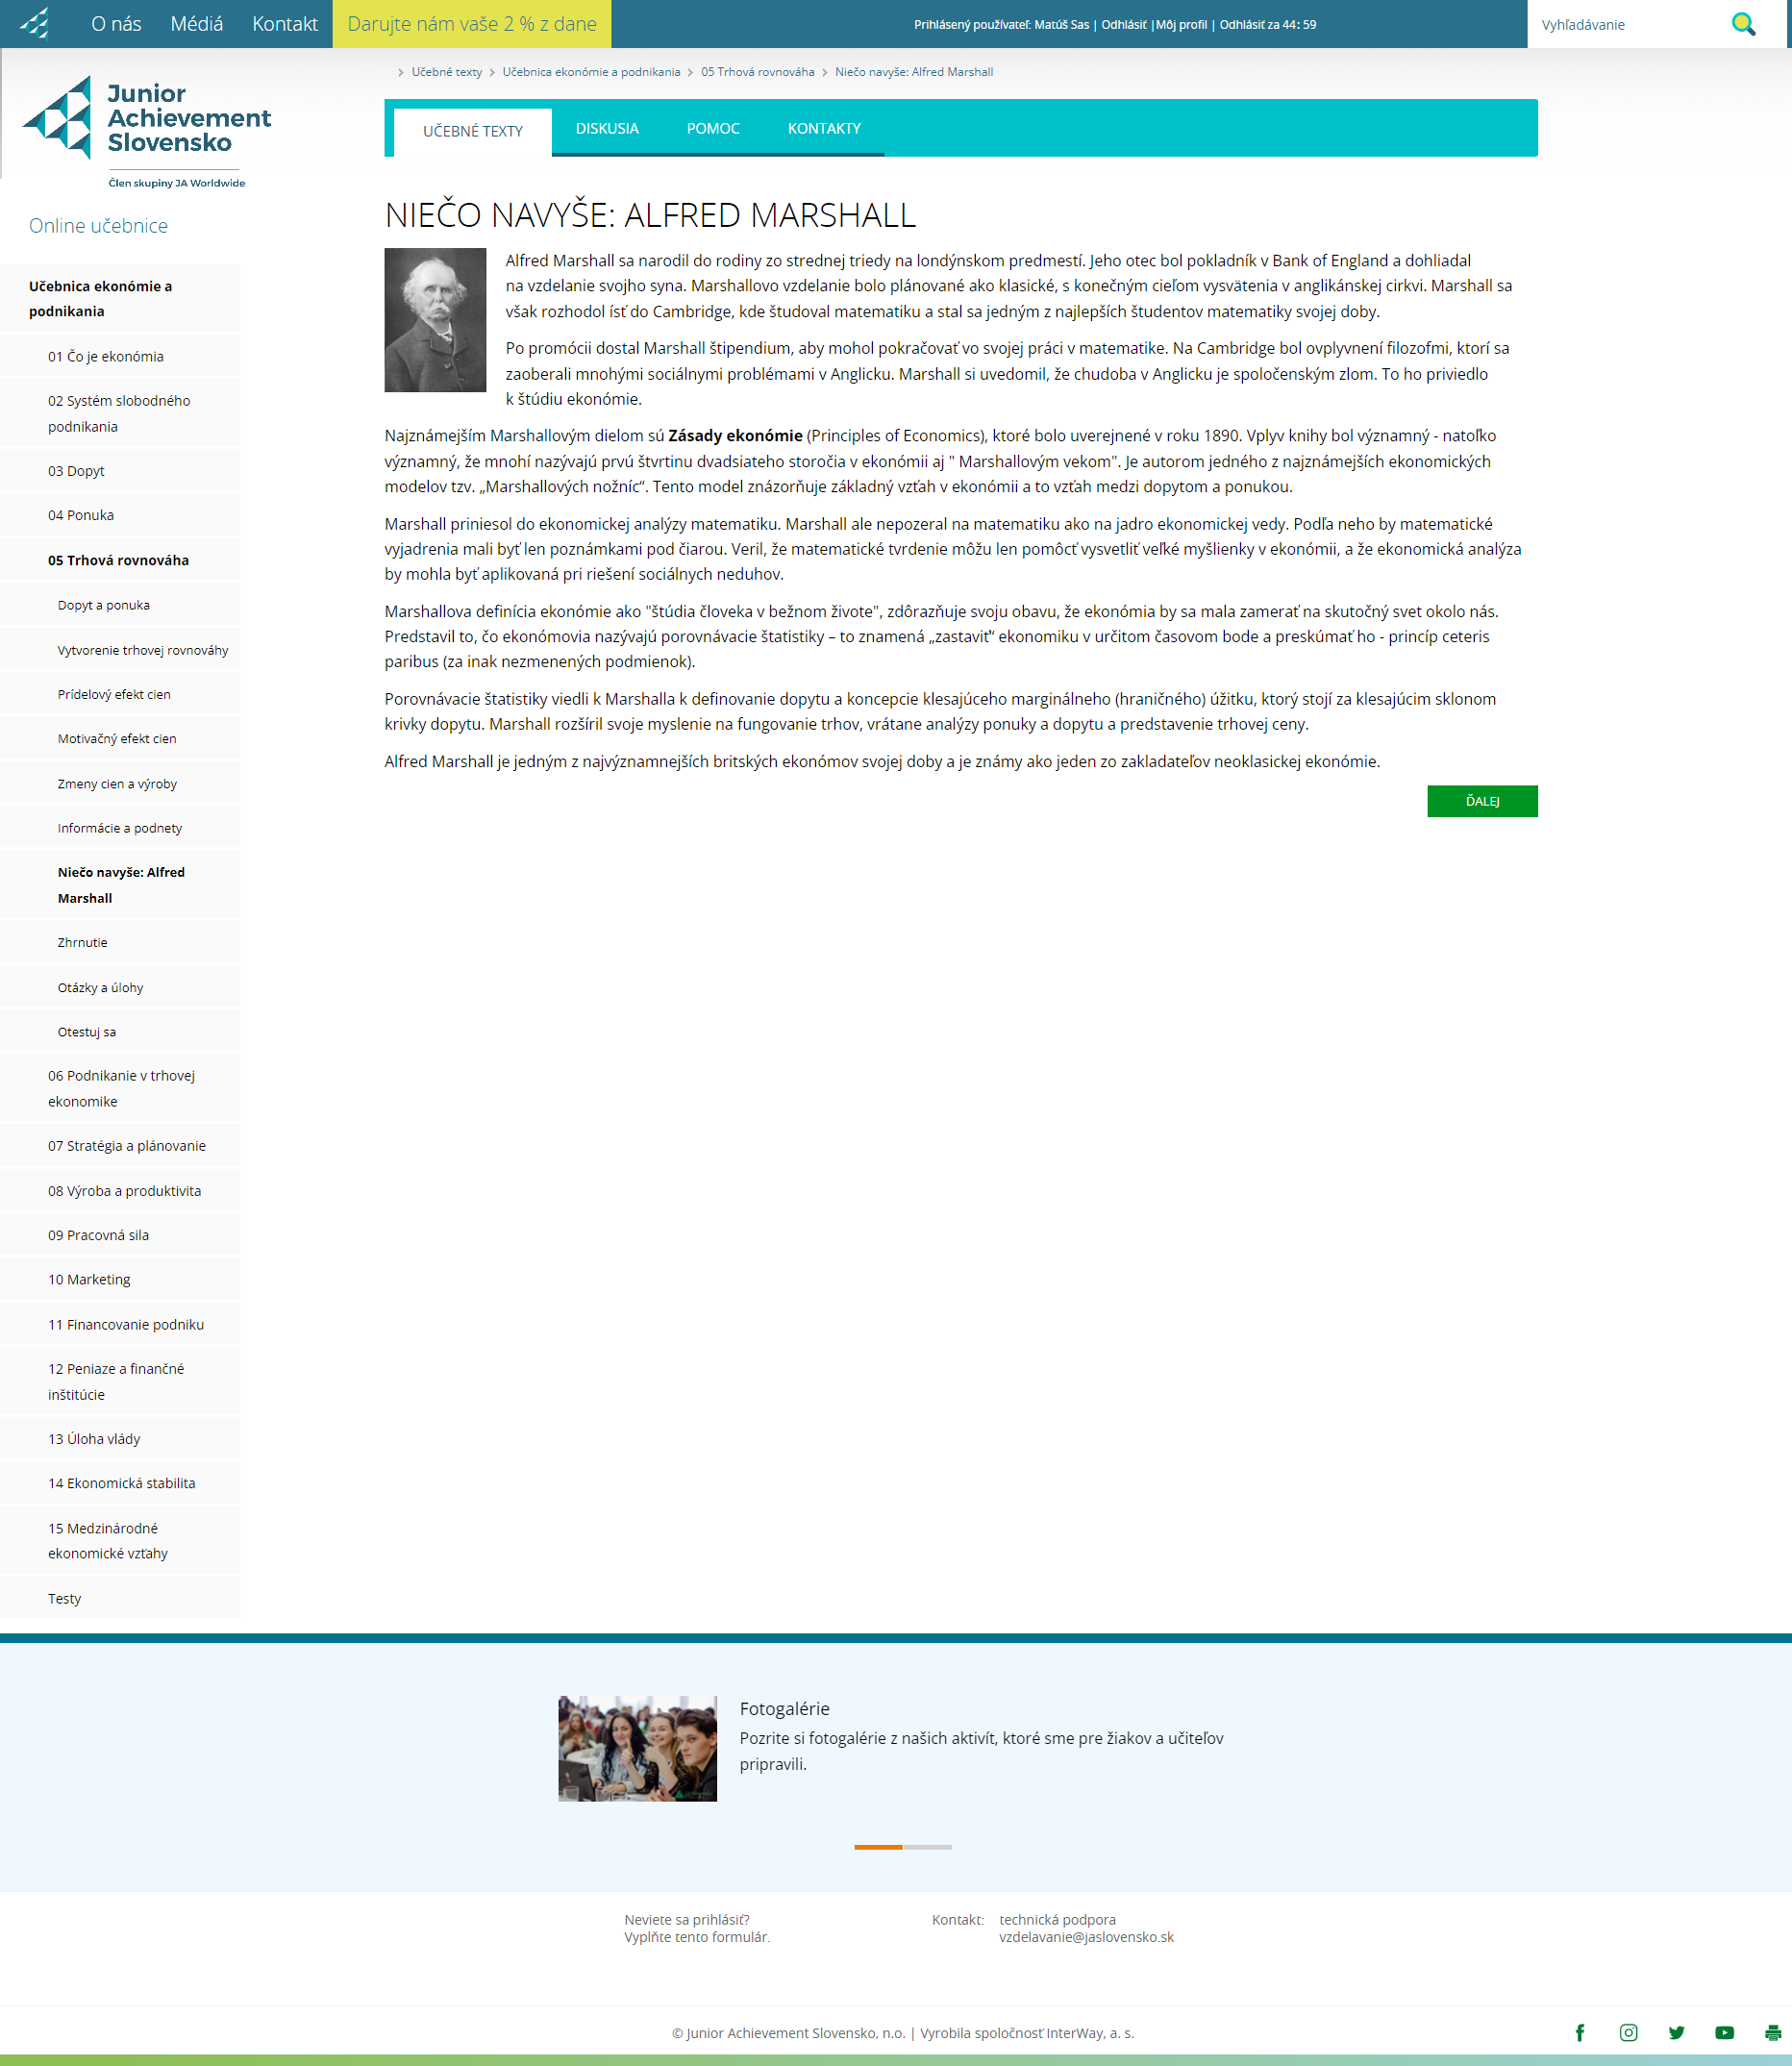 O nás Médiá Kontakt Darujte nám vaše 2 % z dane Prihlásený používateľ: Matúš Sas | Odhlásiť |Môj profil | Odhlásiť za 44: 59 Vyhľadávanie
Junior
Achievement
Slovensko
Člen skupiny JA Worldwide
Online učebnice
Učebnica ekonómie a
podnikania
01 Čo je ekonómia
02 Systém slobodného
podnikania
03 Dopyt
04 Ponuka
05 Trhová rovnováha
Dopyt a ponuka
Vytvorenie trhovej rovnováhy
Prídelový efekt cien
Motivačný efekt cien
Zmeny cien a výroby
Informácie a podnety
Niečo navyše: Alfred
Marshall
Zhrnutie
Otázky a úlohy
Otestuj sa
06 Podnikanie v trhovej
ekonomike
07 Stratégia a plánovanie
08 Výroba a produktivita
09 Pracovná sila
10 Marketing
11 Financovanie podniku
12 Peniaze a finančné
inštitúcie
13 Úloha vlády
14 Ekonomická stabilita
15 Medzinárodné
ekonomické vzťahy
Testy
Učebné texty Učebnica ekonómie a podnikania 05 Trhová rovnováha Niečo navyše: Alfred Marshall
UČEBNÉ TEXTY DISKUSIA POMOC KONTAKTY
NIEČO NAVYŠE: ALFRED MARSHALL
Alfred Marshall sa narodil do rodiny zo strednej triedy na londýnskom predmestí. Jeho otec bol pokladník v Bank of England a dohliadal
na vzdelanie svojho syna. Marshallovo vzdelanie bolo plánované ako klasické, s konečným cieľom vysvätenia v anglikánskej cirkvi. Marshall sa
však rozhodol ísť do Cambridge, kde študoval matematiku a stal sa jedným z najlepších študentov matematiky svojej doby.
Po promócii dostal Marshall štipendium, aby mohol pokračovať vo svojej práci v matematike. Na Cambridge bol ovplyvnení filozofmi, ktorí sa
zaoberali mnohými sociálnymi problémami v Anglicku. Marshall si uvedomil, že chudoba v Anglicku je spoločenským zlom. To ho priviedlo
k štúdiu ekonómie.
Najznámejším Marshallovým dielom sú Zásady ekonómie (Principles of Economics), ktoré bolo uverejnené v roku 1890. Vplyv knihy bol významný - natoľko
významný, že mnohí nazývajú prvú štvrtinu dvadsiateho storočia v ekonómii aj " Marshallovým vekom". Je autorom jedného z najznámejších ekonomických
modelov tzv. „Marshallových nožníc“. Tento model znázorňuje základný vzťah v ekonómii a to vzťah medzi dopytom a ponukou.
Marshall priniesol do ekonomickej analýzy matematiku. Marshall ale nepozeral na matematiku ako na jadro ekonomickej vedy. Podľa neho by matematické
vyjadrenia mali byť len poznámkami pod čiarou. Veril, že matematické tvrdenie môžu len pomôcť vysvetliť veľké myšlienky v ekonómii, a že ekonomická analýza
by mohla byť aplikovaná pri riešení sociálnych neduhov.
Marshallova definícia ekonómie ako "štúdia človeka v bežnom živote", zdôrazňuje svoju obavu, že ekonómia by sa mala zamerať na skutočný svet okolo nás.
Predstavil to, čo ekonómovia nazývajú porovnávacie štatistiky – to znamená „zastaviť“ ekonomiku v určitom časovom bode a preskúmať ho - princíp ceteris
paribus (za inak nezmenených podmienok).
Porovnávacie štatistiky viedli k Marshalla k definovanie dopytu a koncepcie klesajúceho marginálneho (hraničného) úžitku, ktorý stojí za klesajúcim sklonom
krivky dopytu. Marshall rozšíril svoje myslenie na fungovanie trhov, vrátane analýzy ponuky a dopytu a predstavenie trhovej ceny.
Alfred Marshall je jedným z najvýznamnejších britských ekonómov svojej doby a je známy ako jeden zo zakladateľov neoklasickej ekonómie.
ĎALEJ
Fotogalérie
Pozrite si fotogalérie z našich aktivít, ktoré sme pre žiakov a učiteľov
pripravili.
Neviete sa prihlásiť?
Vyplňte tento formulár.
Kontakt: technická podpora
vzdelavanie@jaslovensko.sk
© Junior Achievement Slovensko, n.o. | Vyrobila spoločnosť InterWay, a. s.